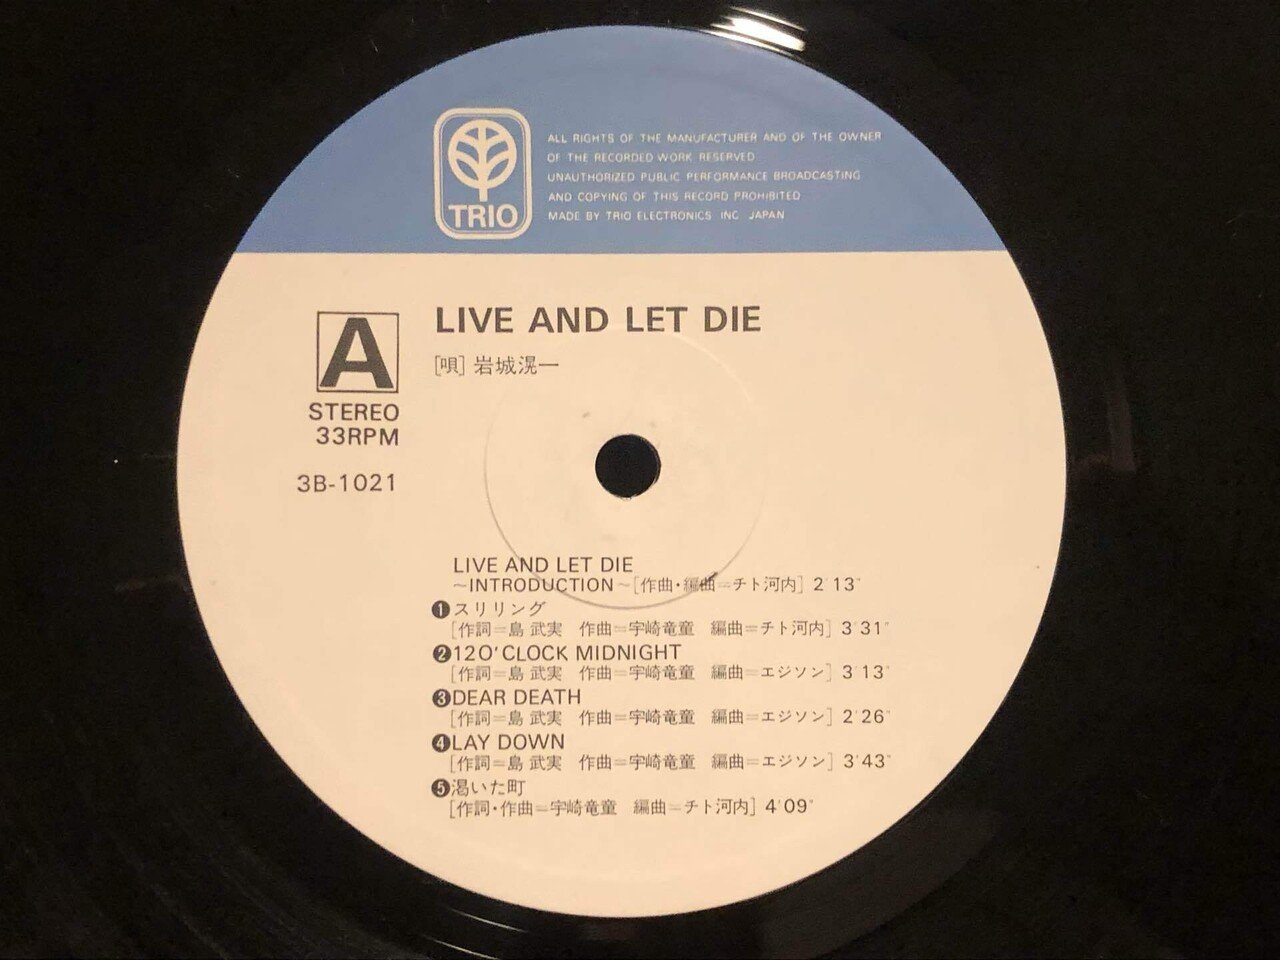 TRIO
ALL RIGHTS OF THE MANUFACTURER AND OF THE OWNER
OF THE RECORDED WORK RESERVED
UNAUTHORIZED PUBLIC PERFORMANCE BROADCASTING
AND COPYING OF THIS RECORD PROHIBITED
MADE BY TRIO ELECTRONICS INC JAPAN
A
STEREO
33RPM
3B-1021
LIVE AND LET DIE
[唄] 岩城滉一
LIVE AND LET DIE
～INTRODUCTION～[作曲・編曲=チト河内] 2'13"
❶スリリング
[作詞=島 武実 作曲=宇崎竜童 編曲=チト河内] 3'31"
❷12O'CLOCK MIDNIGHT
[作詞=島 武実 作曲=宇崎竜童 編曲=エジソン] 3'13"
❸DEAR DEATH
[作詞=島 武実 作曲=宇崎竜童 編曲=エジソン] 2'26"
❹LAY DOWN
[作詞=島 武実 作曲=宇崎竜童 編曲=エジソン] 3'43"
❺渇いた町
[作詞・作曲=宇崎竜童 編曲=チト河内] 4'09"